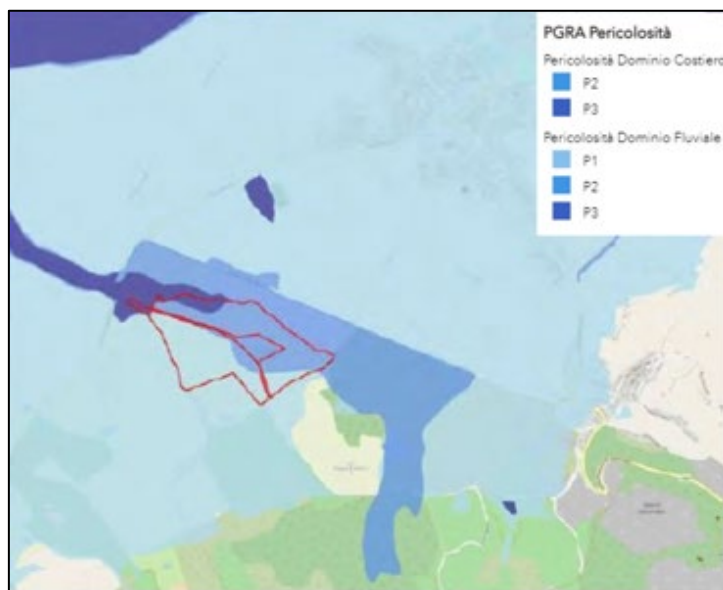 PGRA Pericolosità
Pericolosità Dominio Costiero
P2
P3
Pericolosità Dominio Fluviale
P1
P2
P3